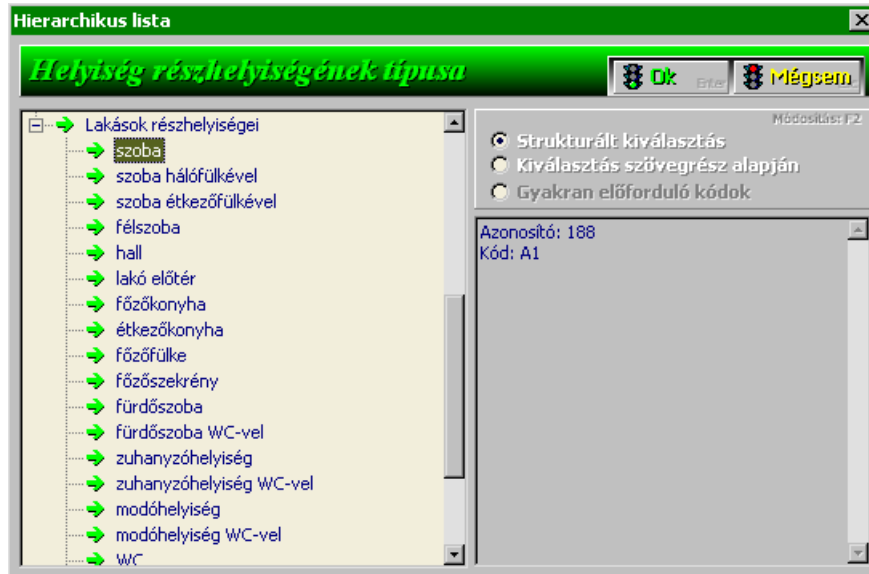 Hierarchikus lista
Helyiség részhelyiségének típusa
Ok Enter
Mégsem
Lakások részhelyiségei
szoba
szoba hálófülkével
szoba étkezőfülkével
félszoba
hall
lakó előtér
főzőkonyha
étkezőkonyha
főzőfülke
főzőszekrény
fürdőszoba
fürdőszoba WC-vel
zuhanyzóhelyiség
zuhanyzóhelyiség WC-vel
modóhelyiség
modóhelyiség WC-vel
WC
Módosítás: F2
Strukturált kiválasztás
Kiválasztás szövegrész alapján
Gyakran előforduló kódok
Azonosító: 188
Kód: A1